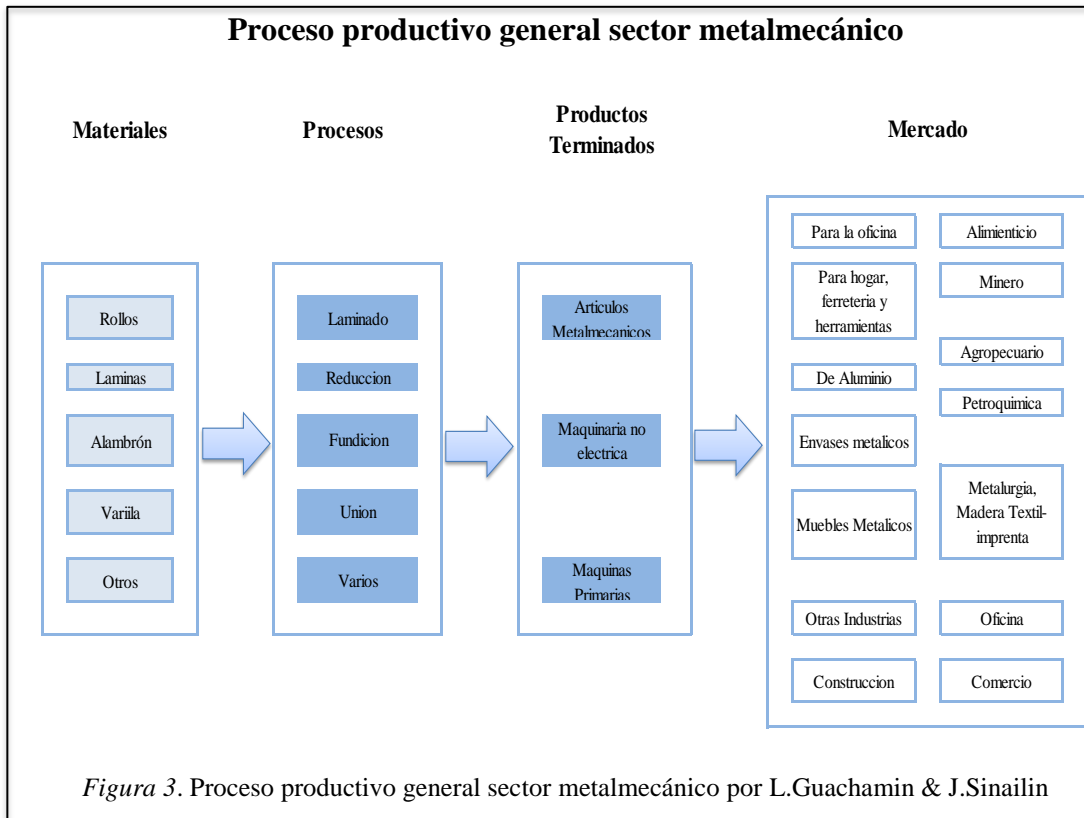 Proceso productivo general sector metalmecánico
Materiales
Procesos
Productos
Terminados
Mercado
Rollos
Laminas
Alambrón
Variila
Otros
Laminado
Reduccion
Fundicion
Union
Varios
Articulos
Metalmecanicos
Maquinaria no
electrica
Maquinas
Primarias
Para la oficina
Para hogar,
ferreteria y
herramientas
De Aluminio
Envases metalicos
Muebles Metalicos
Otras Industrias
Construccion
Alimienticio
Minero
Agropecuario
Petroquimica
Metalurgia,
Madera Textil-
imprenta
Oficina
Comercio
Figura 3. Proceso productivo general sector metalmecánico por L.Guachamin & J.Sinailin